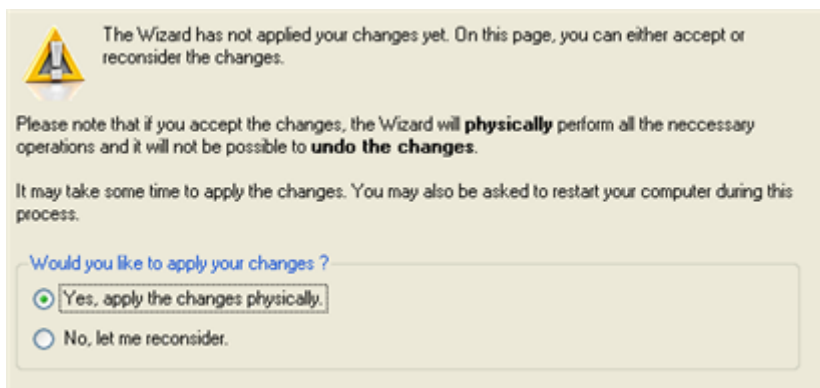 The Wizard has not applied your changes yet. On this page, you can either accept or
reconsider the changes.
Please note that if you accept the changes, the Wizard will physically perform all the neccessary
operations and it will not be possible to undo the changes.
It may take some time to apply the changes. You may also be asked to restart your computer during this
process.
Would you like to apply your changes ?
Yes, apply the changes physically.
No, let me reconsider.